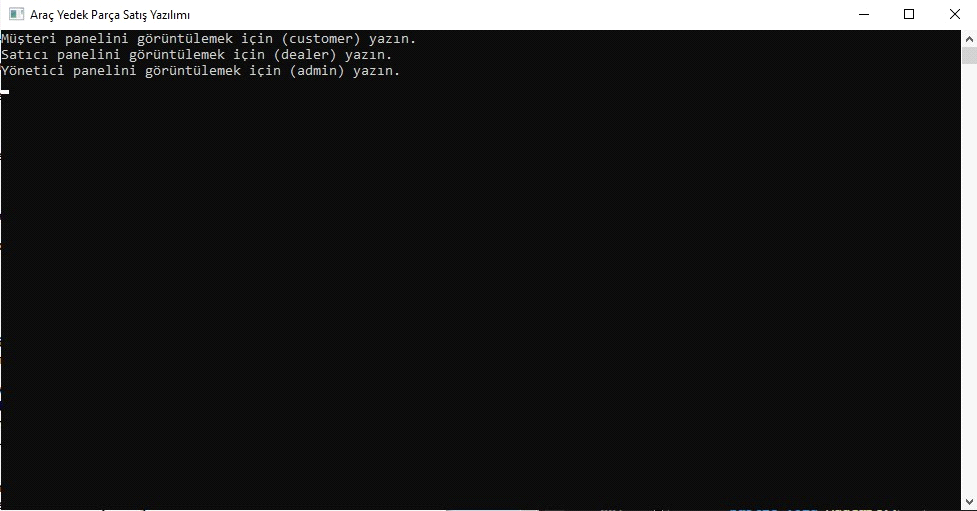 Araç Yedek Parça Satış Yazılımı
Müşteri panelini görüntülemek için (customer) yazın.
Satıcı panelini görüntülemek için (dealer) yazın.
Yönetici panelini görüntülemek için (admin) yazın.